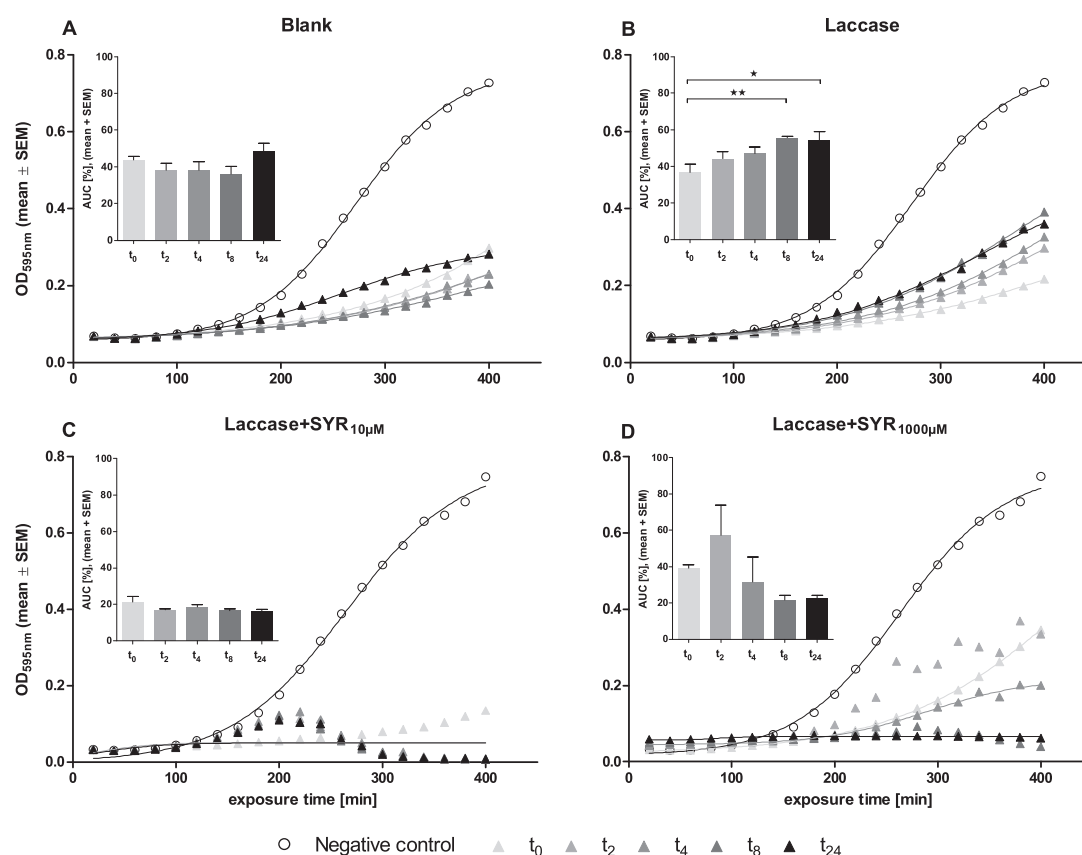 A Blank
OD595nm (mean ± SEM)
0.8
0.6
0.4
0.2
0.0
0 100 200 300 400
AUC [%], (mean + SEM)
100
80
60
40
20
0
t0 t2 t4 t8 t24
B Laccase
0.8
0.6
0.4
0.2
0.0
0 100 200 300 400
AUC [%], (mean + SEM)
100
80
60
40
20
0
★
★★
t0 t2 t4 t8 t24
C Laccase+SYR10µM
OD595nm (mean ± SEM)
0.8
0.6
0.4
0.2
0.0
0 100 200 300 400
exposure time [min]
AUC [%], (mean + SEM)
100
80
60
40
20
0
t0 t2 t4 t8 t24
D Laccase+SYR1000µM
0.8
0.6
0.4
0.2
0.0
0 100 200 300 400
exposure time [min]
AUC [%], (mean + SEM)
100
80
60
40
20
0
t0 t2 t4 t8 t24
Negative control t0 t2 t4 t8 t24